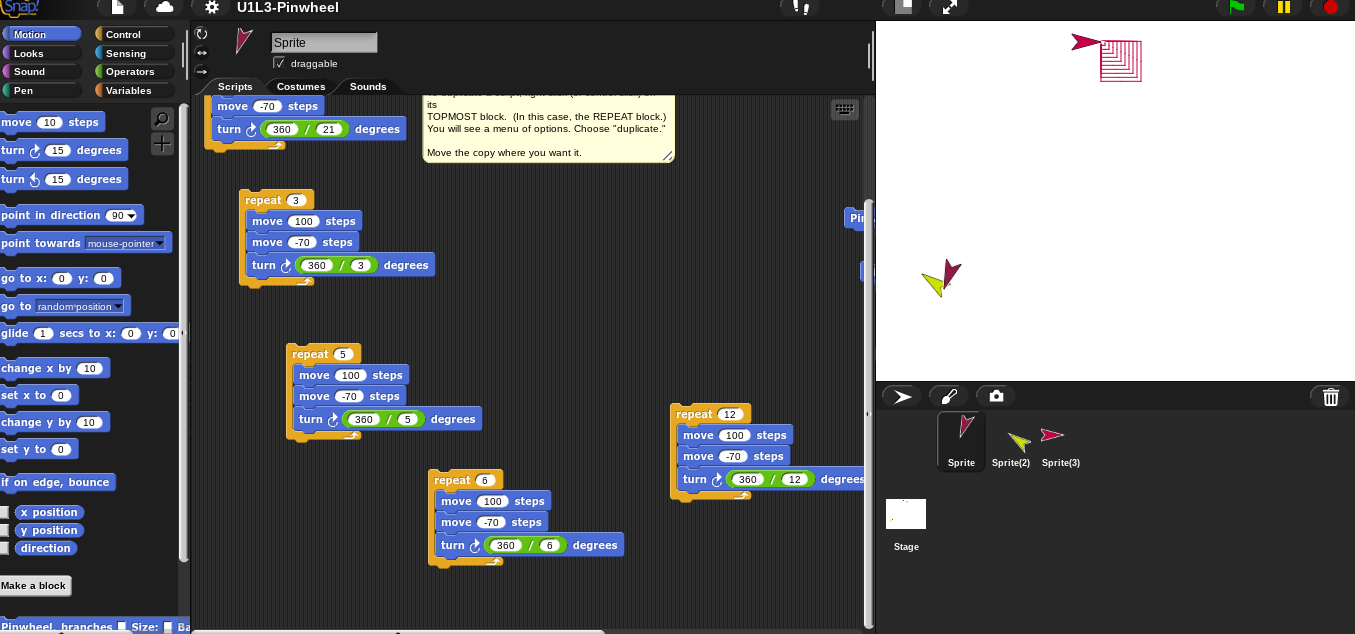 Snap!
U1L3-Pinwheel
Motion
Control
Looks
Sensing
Sound
Operators
Pen
Variables
move 10 steps
turn 15 degrees
turn 15 degrees
point in direction 90
point towards mouse-pointer
go to x: 0 y: 0
go to random position
glide 1 secs to x: 0 y: 0
change x by 10
set x to 0
change y by 10
set y to 0
if on edge, bounce
x position
y position
direction
Make a block
Pinwheel, branches Size: Ba
Sprite
draggable
Scripts
Costumes
Sounds
move -70 steps
turn 360 / 21 degrees
its
TOPMOST block. (In this case, the REPEAT block.)
You will see a menu of options. Choose "duplicate."
Move the copy where you want it.
repeat 3
move 100 steps
move -70 steps
turn 360 / 3 degrees
repeat 5
move 100 steps
move -70 steps
turn 360 / 5 degrees
repeat 6
move 100 steps
move -70 steps
turn 360 / 6 degrees
repeat 12
move 100 steps
move -70 steps
turn 360 / 12 degrees
Pin
Sprite
Sprite(2)
Sprite(3)
Stage